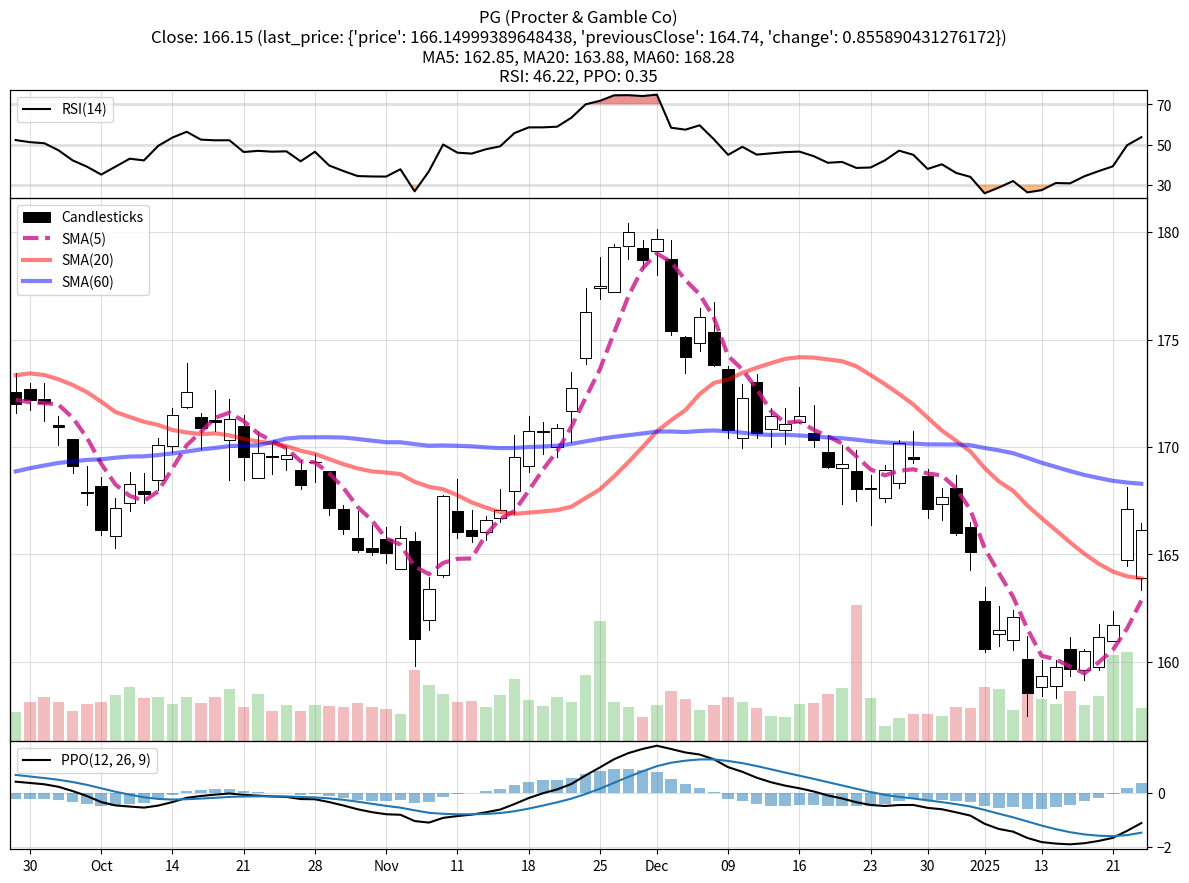 PG (Procter & Gamble Co)
Close: 166.15 (last_price: {'price': 166.14999389648438, 'previousClose': 164.74, 'change': 0.855890431276172})
MA5: 162.85, MA20: 163.88, MA60: 168.28
RSI: 46.22, PPO: 0.35
RSI(14)
70
50
30
Candlesticks
SMA(5)
SMA(20)
SMA(60)
180
175
170
165
160
PPO(12, 26, 9)
0
−2
30 Oct 14 21 28 Nov 11 18 25 Dec 09 16 23 30 2025 13 21